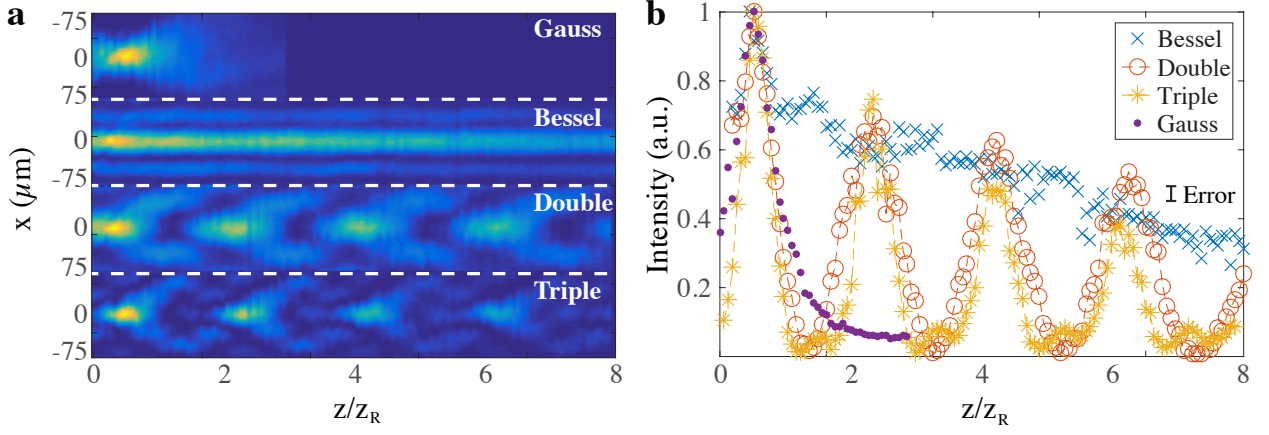 a
-75
0
75
0
-75
0
75
0
-75
x (μm)
Gauss
Bessel
Double
Triple
0
2
4
6
8
z/zR
b
1
0.8
0.6
0.4
0.2
Intensity (a.u.)
Bessel
Double
Triple
Gauss
Error
0
2
4
6
8
z/zR